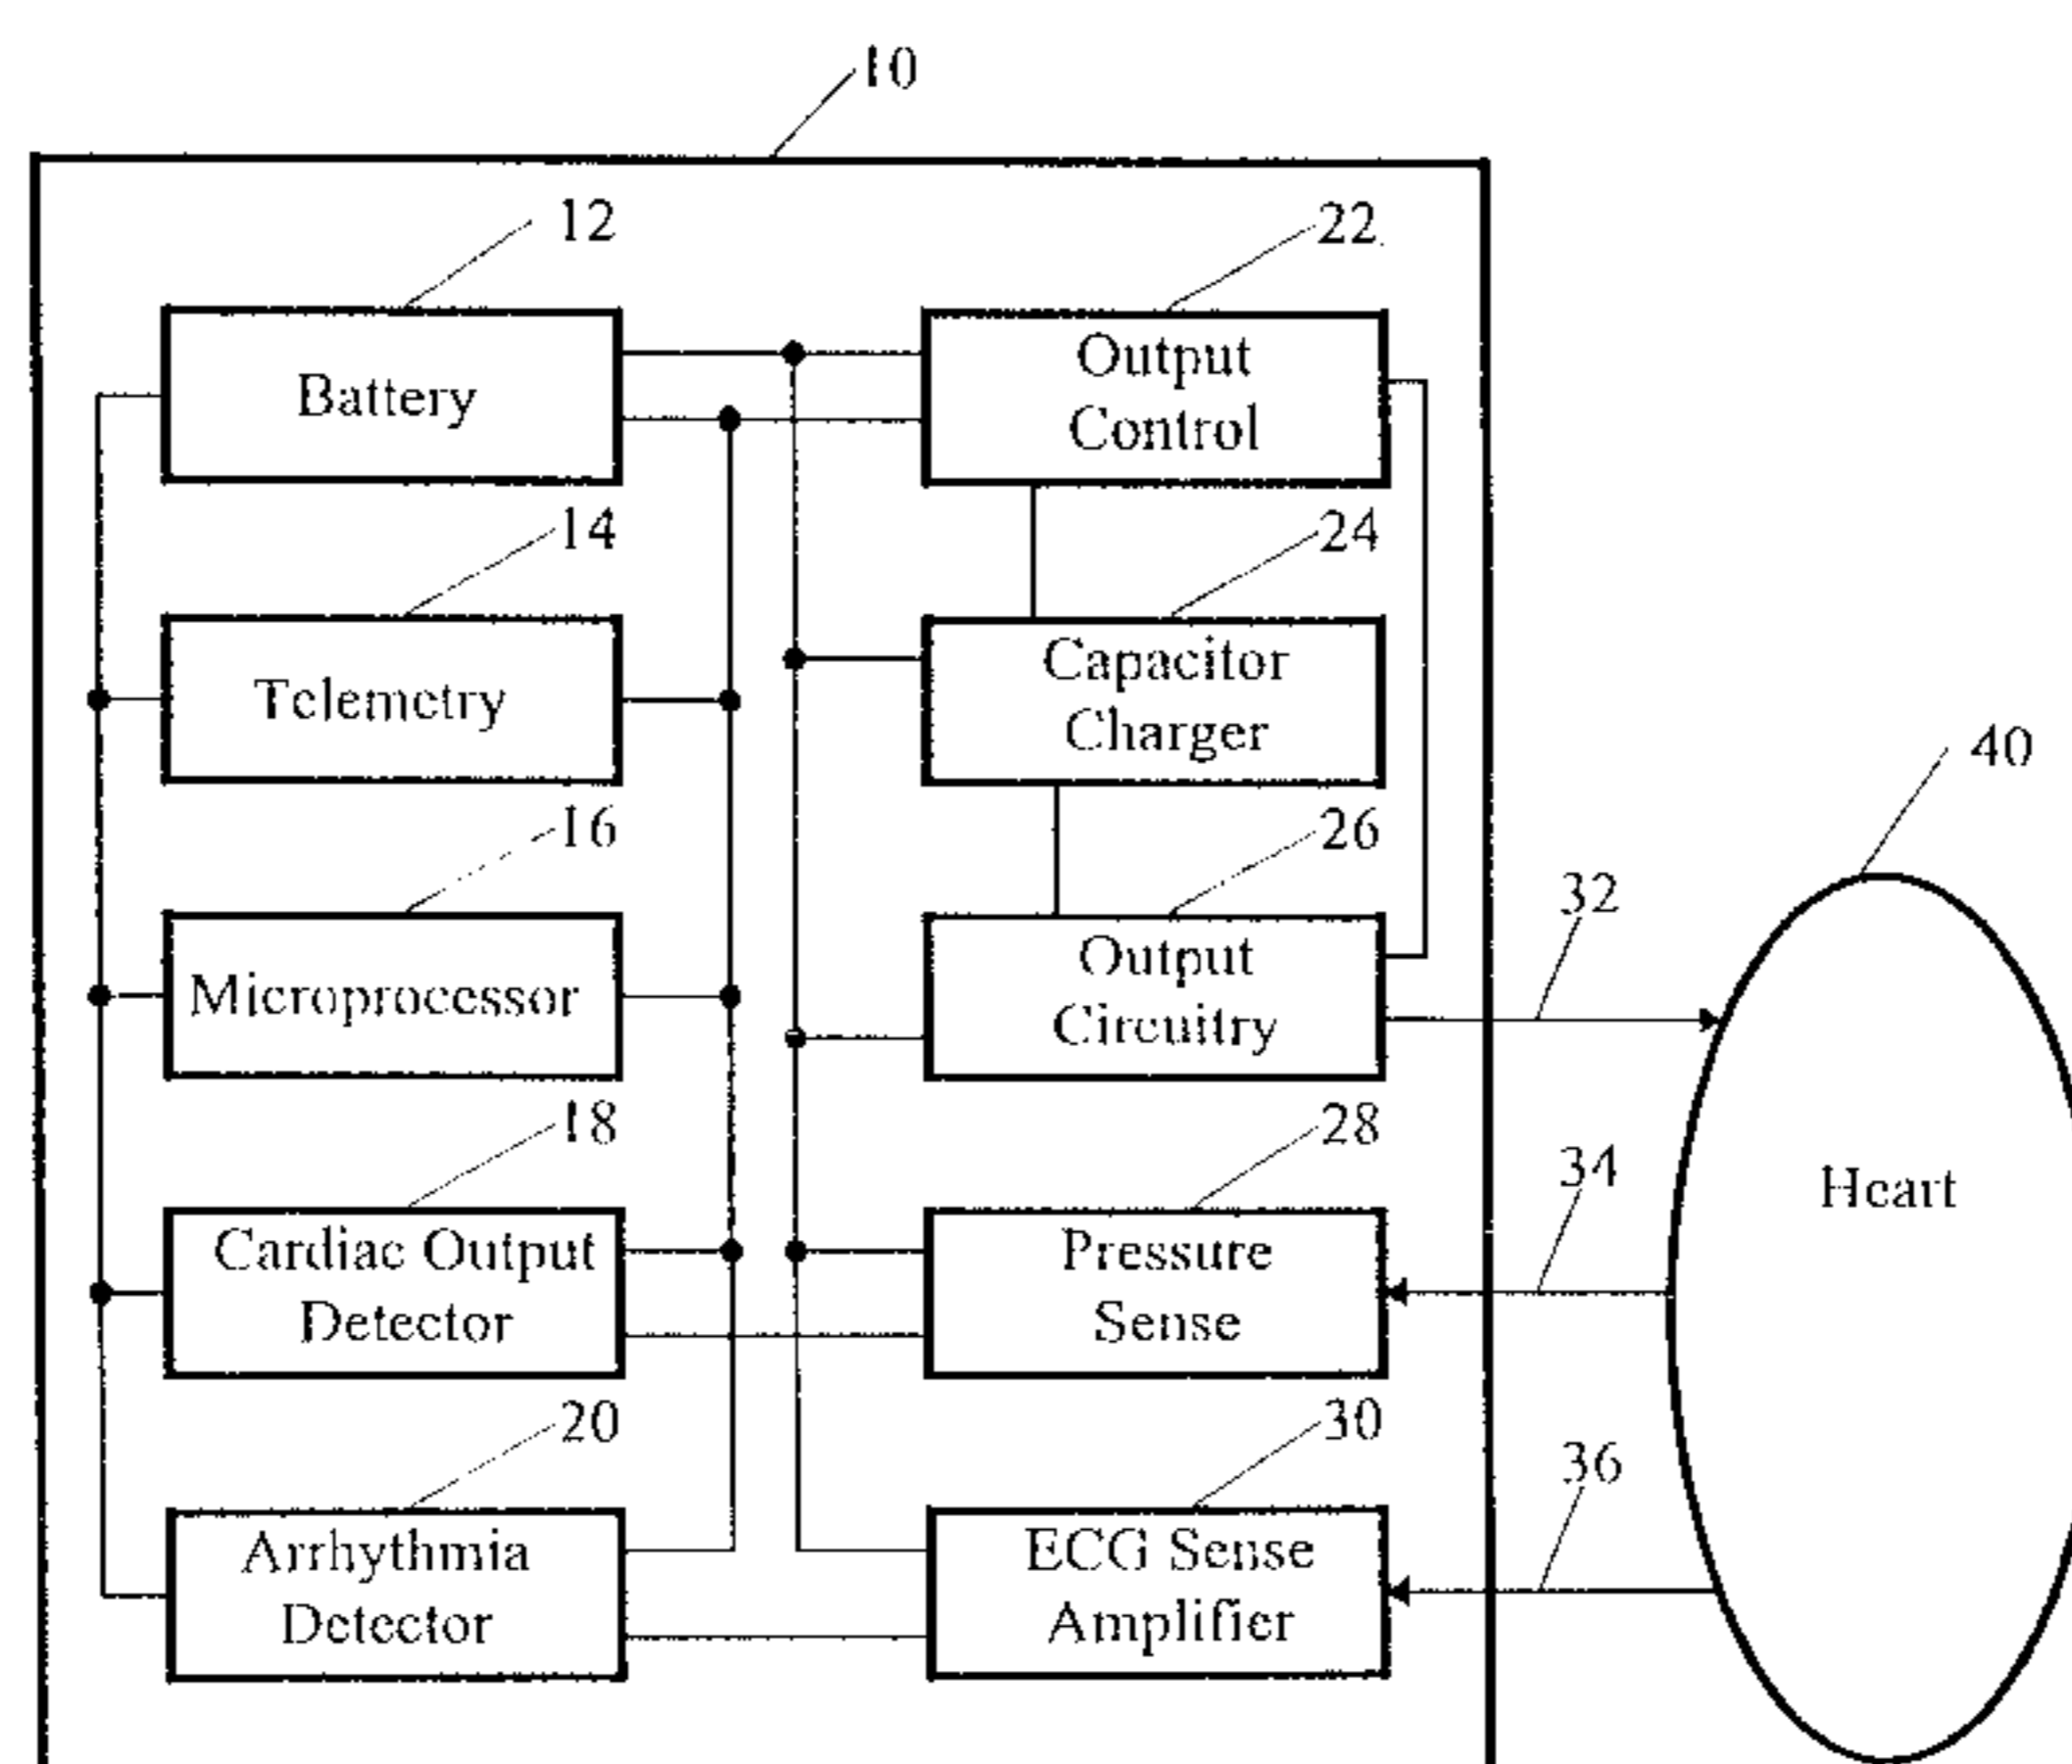 10
12
22
Battery
Output
Control
14
24
Telemetry
Capacitor
Charger
40
16
26
32
Microprocessor
Output
Circuitry
18
28
34
Heart
Cardiac Output
Detector
Pressure
Sense
20
30
36
Arrhythmia
Detector
ECG Sense
Amplifier